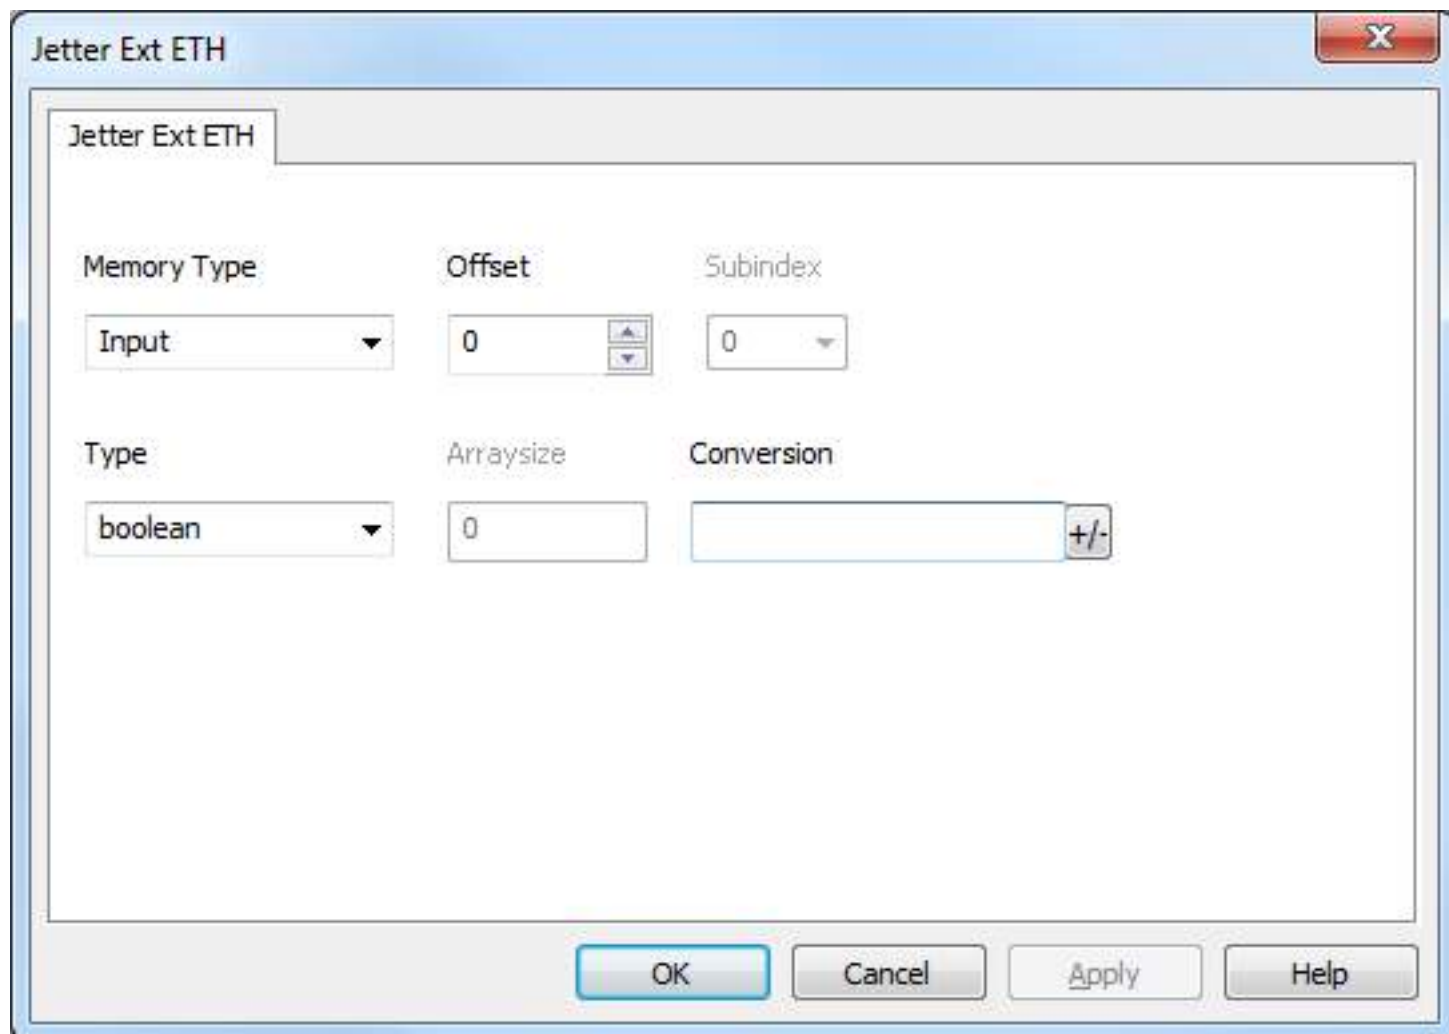 Jetter Ext ETH
Jetter Ext ETH
Memory Type Offset Subindex
Input 0 0
Type Arraysize Conversion
boolean 0 +/-
OK Cancel Apply Help